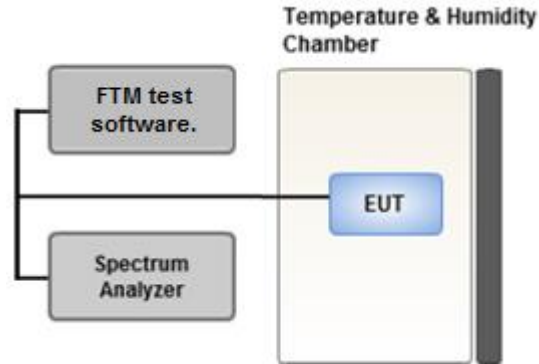 Temperature & Humidity
Chamber
FTM test
software.
EUT
Spectrum
Analyzer